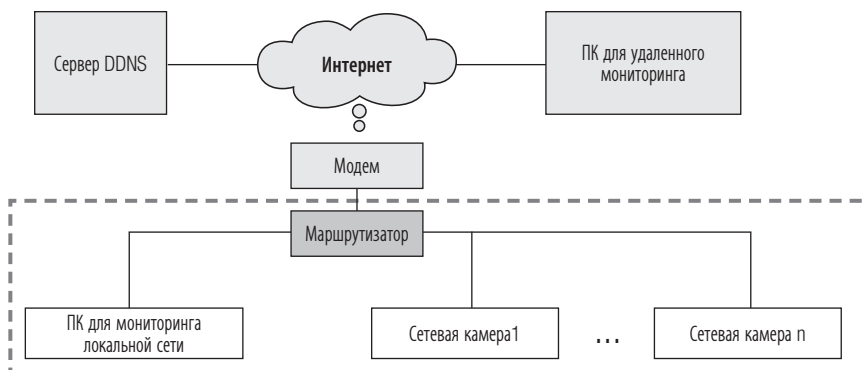 Сервер DDNS
Интернет
ПК для удаленного
мониторинга
Модем
Маршрутизатор
ПК для мониторинга
локальной сети
Сетевая камера1
...
Сетевая камера n